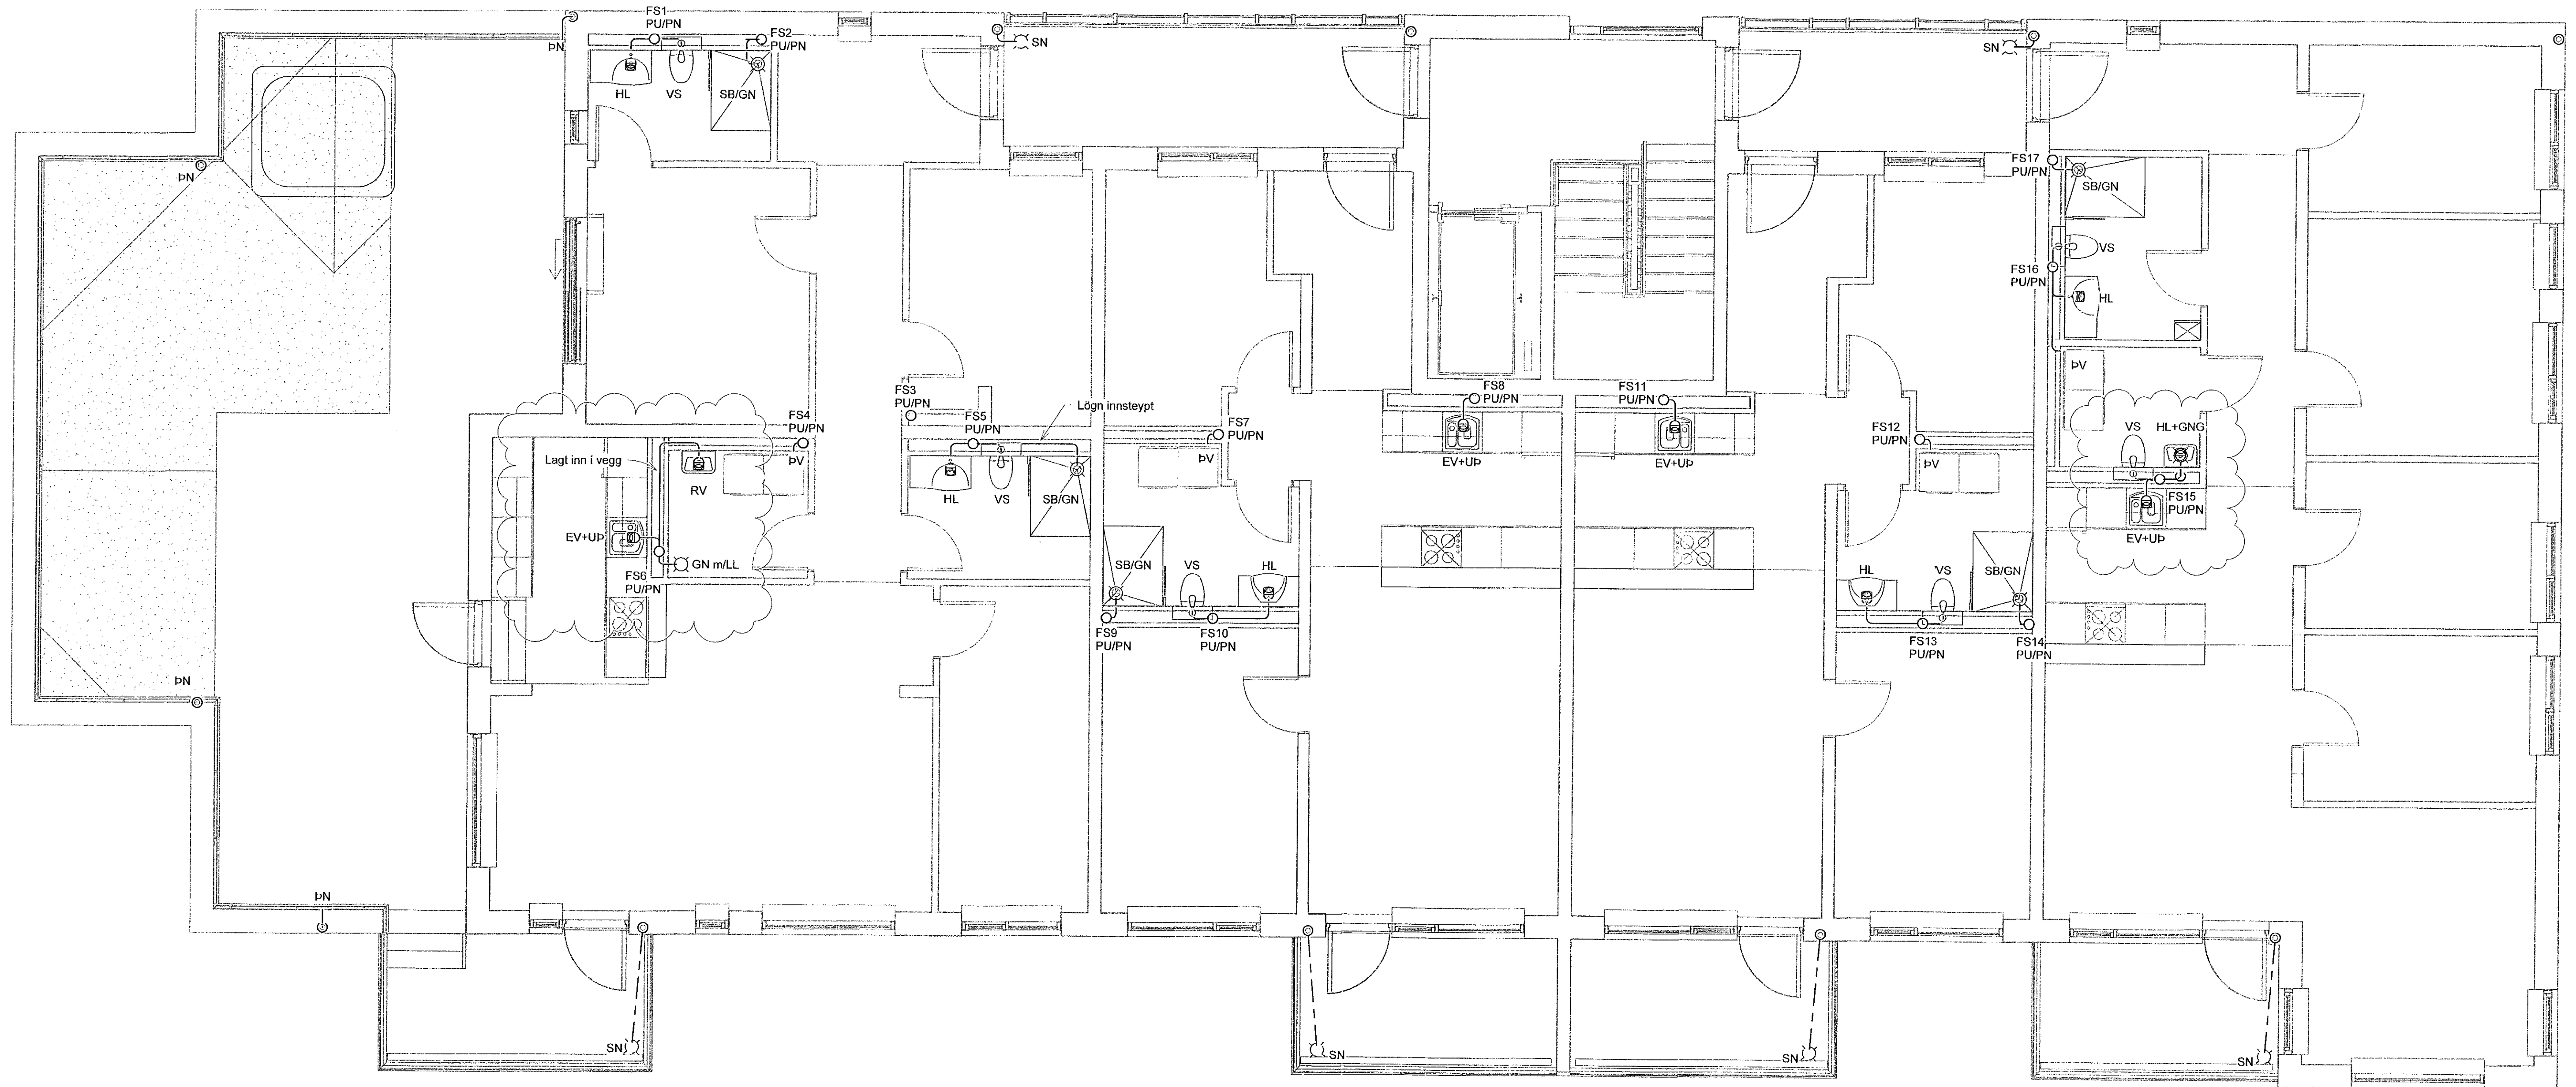 FS1
PU/PN
FS2
PU/PN
ÞN
SN
SN
HL
VS
SB/GN
ÞN
FS17
PU/PN
SB/GN
VS
FS16
PU/PN
HL
ÞV
FS3
PU/PN
FS4
PU/PN
FS5
PU/PN
Lögn innsteypt
FS7
PU/PN
FS8
PU/PN
FS11
PU/PN
FS12
PU/PN
VS
HL+GNG
Lagt inn í vegg
ÞV
RV
HL
VS
SB/GN
ÞV
EV+UÞ
EV+UÞ
ÞV
FS15
PU/PN
EV+UÞ
EV+UÞ
GN m/LL
FS6
PU/PN
SB/GN
VS
HL
HL
VS
SB/GN
FS9
PU/PN
FS10
PU/PN
FS13
PU/PN
FS14
PU/PN
ÞN
ÞN
SN
SN
SN
SN